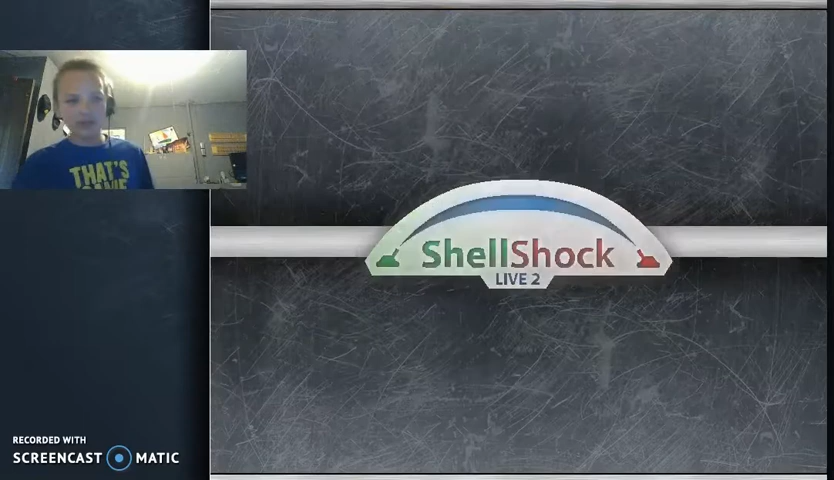 THAT'S
ShellShock
LIVE 2
RECORDED WITH
SCREENCAST MATIC